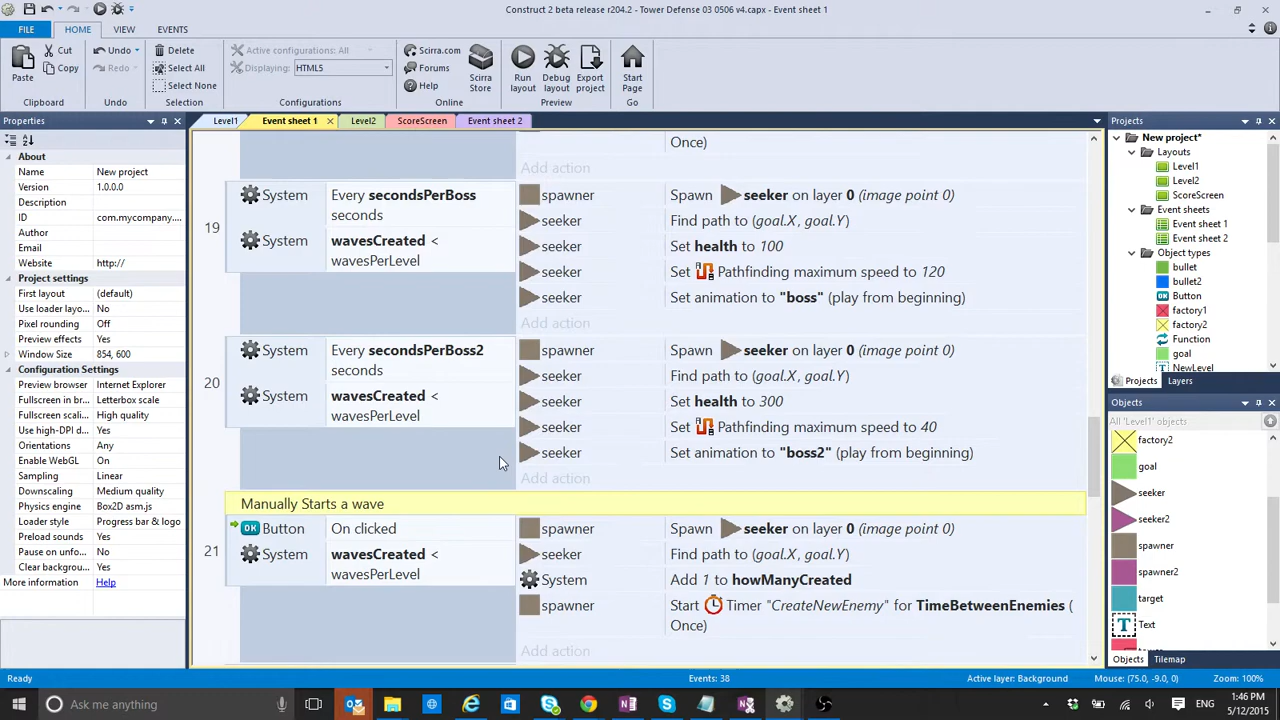 Construct 2 beta release r204.2 - Tower Defense 03 0506 v4.capx - Event sheet 1
FILE HOME VIEW EVENTS
Paste Cut Copy Clipboard
Undo Redo Undo
Delete Select All Select None Selection
Active configurations: All
Displaying: HTML5
Configurations
Scirra.com Forums Help Scirra Store Online
Run layout Debug layout Export project Preview
Start Page Go
Properties
Level1 Event sheet 1 Level2 ScoreScreen Event sheet 2
About
Name New project
Version 1.0.0.0
Description
ID com.mycompany....
Author
Email
Website http://
Project settings
First layout (default)
Use loader layo... No
Pixel rounding Off
Preview effects Yes
Window Size 854, 600
Configuration Settings
Preview browser Internet Explorer
Fullscreen in br... Letterbox scale
Fullscreen scali... High quality
Use high-DPI d... Yes
Orientations Any
Enable WebGL On
Sampling Linear
Downscaling Medium quality
Physics engine Box2D asm.js
Loader style Progress bar & logo
Preload sounds Yes
Pause on unfo... No
Clear backgrou... Yes
More information Help
Once)
Add action
19
System Every secondsPerBoss seconds
System wavesCreated < wavesPerLevel
spawner Spawn seeker on layer 0 (image point 0)
seeker Find path to (goal.X, goal.Y)
seeker Set health to 100
seeker Set Pathfinding maximum speed to 120
seeker Set animation to "boss" (play from beginning)
Add action
20
System Every secondsPerBoss2 seconds
System wavesCreated < wavesPerLevel
spawner Spawn seeker on layer 0 (image point 0)
seeker Find path to (goal.X, goal.Y)
seeker Set health to 300
seeker Set Pathfinding maximum speed to 40
seeker Set animation to "boss2" (play from beginning)
Add action
Manually Starts a wave
21
OK Button On clicked
System wavesCreated < wavesPerLevel
spawner Spawn seeker on layer 0 (image point 0)
seeker Find path to (goal.X, goal.Y)
System Add 1 to howManyCreated
spawner Start Timer "CreateNewEnemy" for TimeBetweenEnemies (
Once)
Add action
Projects
New project*
Layouts
Level1
Level2
ScoreScreen
Event sheets
Event sheet 1
Event sheet 2
Object types
bullet
bullet2
OK Button
factory1
factory2
Function
goal
T NewLevel
Projects Layers
Objects
All 'Level1' objects
factory2
goal
seeker
seeker2
spawner
spawner2
target
T Text
Objects Tilemap
Ready Events: 38 Active layer: Background Mouse: (75.0, -9.0, 0) Zoom: 100%
Ask me anything
ENG
1:46 PM
5/12/2015